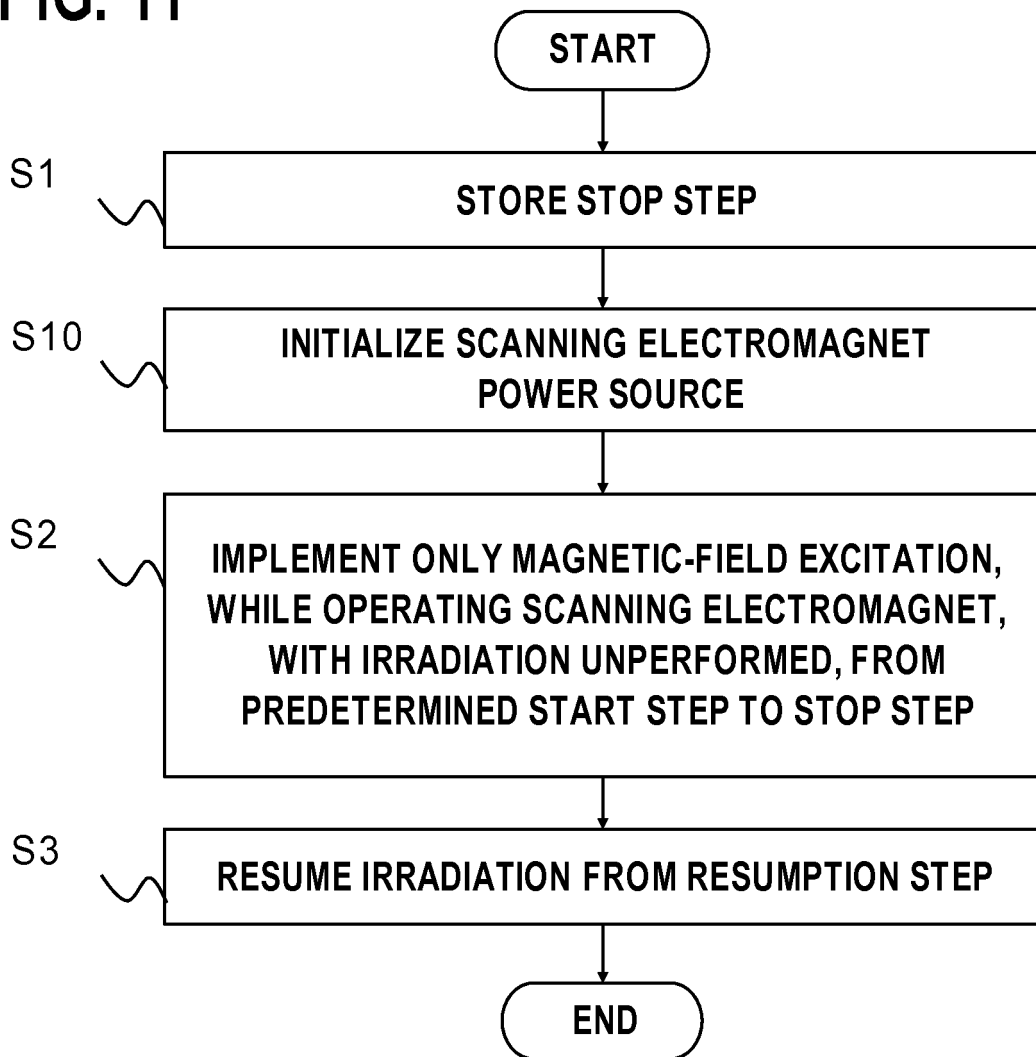 FIG. 11
START
S1
STORE STOP STEP
S10
INITIALIZE SCANNING ELECTROMAGNET
POWER SOURCE
S2
IMPLEMENT ONLY MAGNETIC-FIELD EXCITATION,
WHILE OPERATING SCANNING ELECTROMAGNET,
WITH IRRADIATION UNPERFORMED, FROM
PREDETERMINED START STEP TO STOP STEP
S3
RESUME IRRADIATION FROM RESUMPTION STEP
END